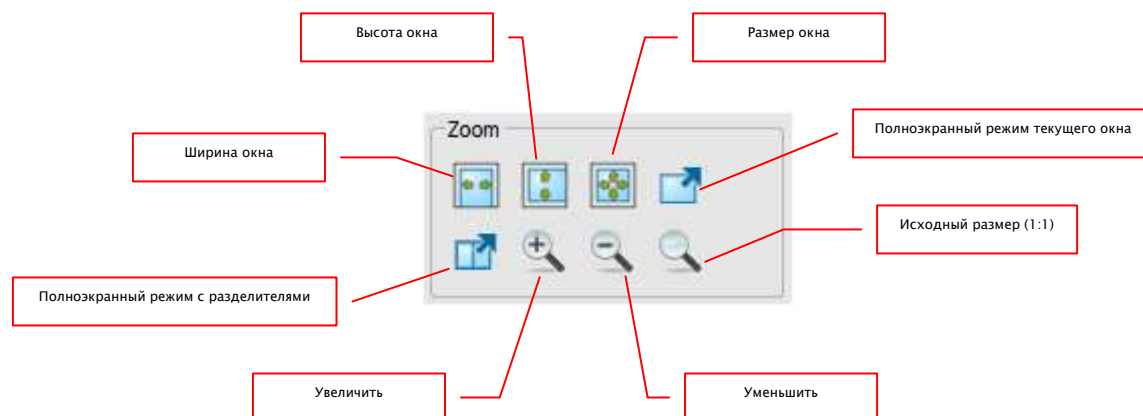 Высота окна
Размер окна
Zoom
Полноэкранный режим текущего окна
Ширина окна
Исходный размер (1:1)
Полноэкранный режим с разделителями
Увеличить
Уменьшить